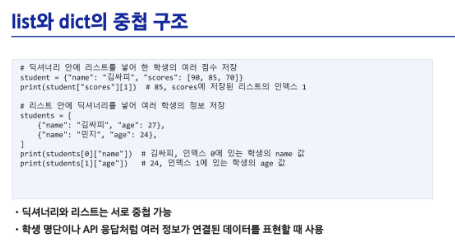 list와 dict의 중첩 구조
# 딕셔너리 안에 리스트를 넣어 한 학생의 여러 점수 저장
student = {"name": "김싸피", "scores": [90, 85, 70]}
print(student["scores"][1])  # 85, scores에 저장된 리스트의 인덱스 1
# 리스트 안에 딕셔너리를 넣어 여러 학생의 정보 저장
students = [
    {"name": "김싸피", "age": 27},
    {"name": "민지", "age": 24},
]
print(students[0]["name"])  # 김싸피, 인덱스 0에 있는 학생의 name 값
print(students[1]["age"])   # 24, 인덱스 1에 있는 학생의 age 값
• 딕셔너리와 리스트는 서로 중첩 가능
• 학생 명단이나 API 응답처럼 여러 정보가 연결된 데이터를 표현할 때 사용